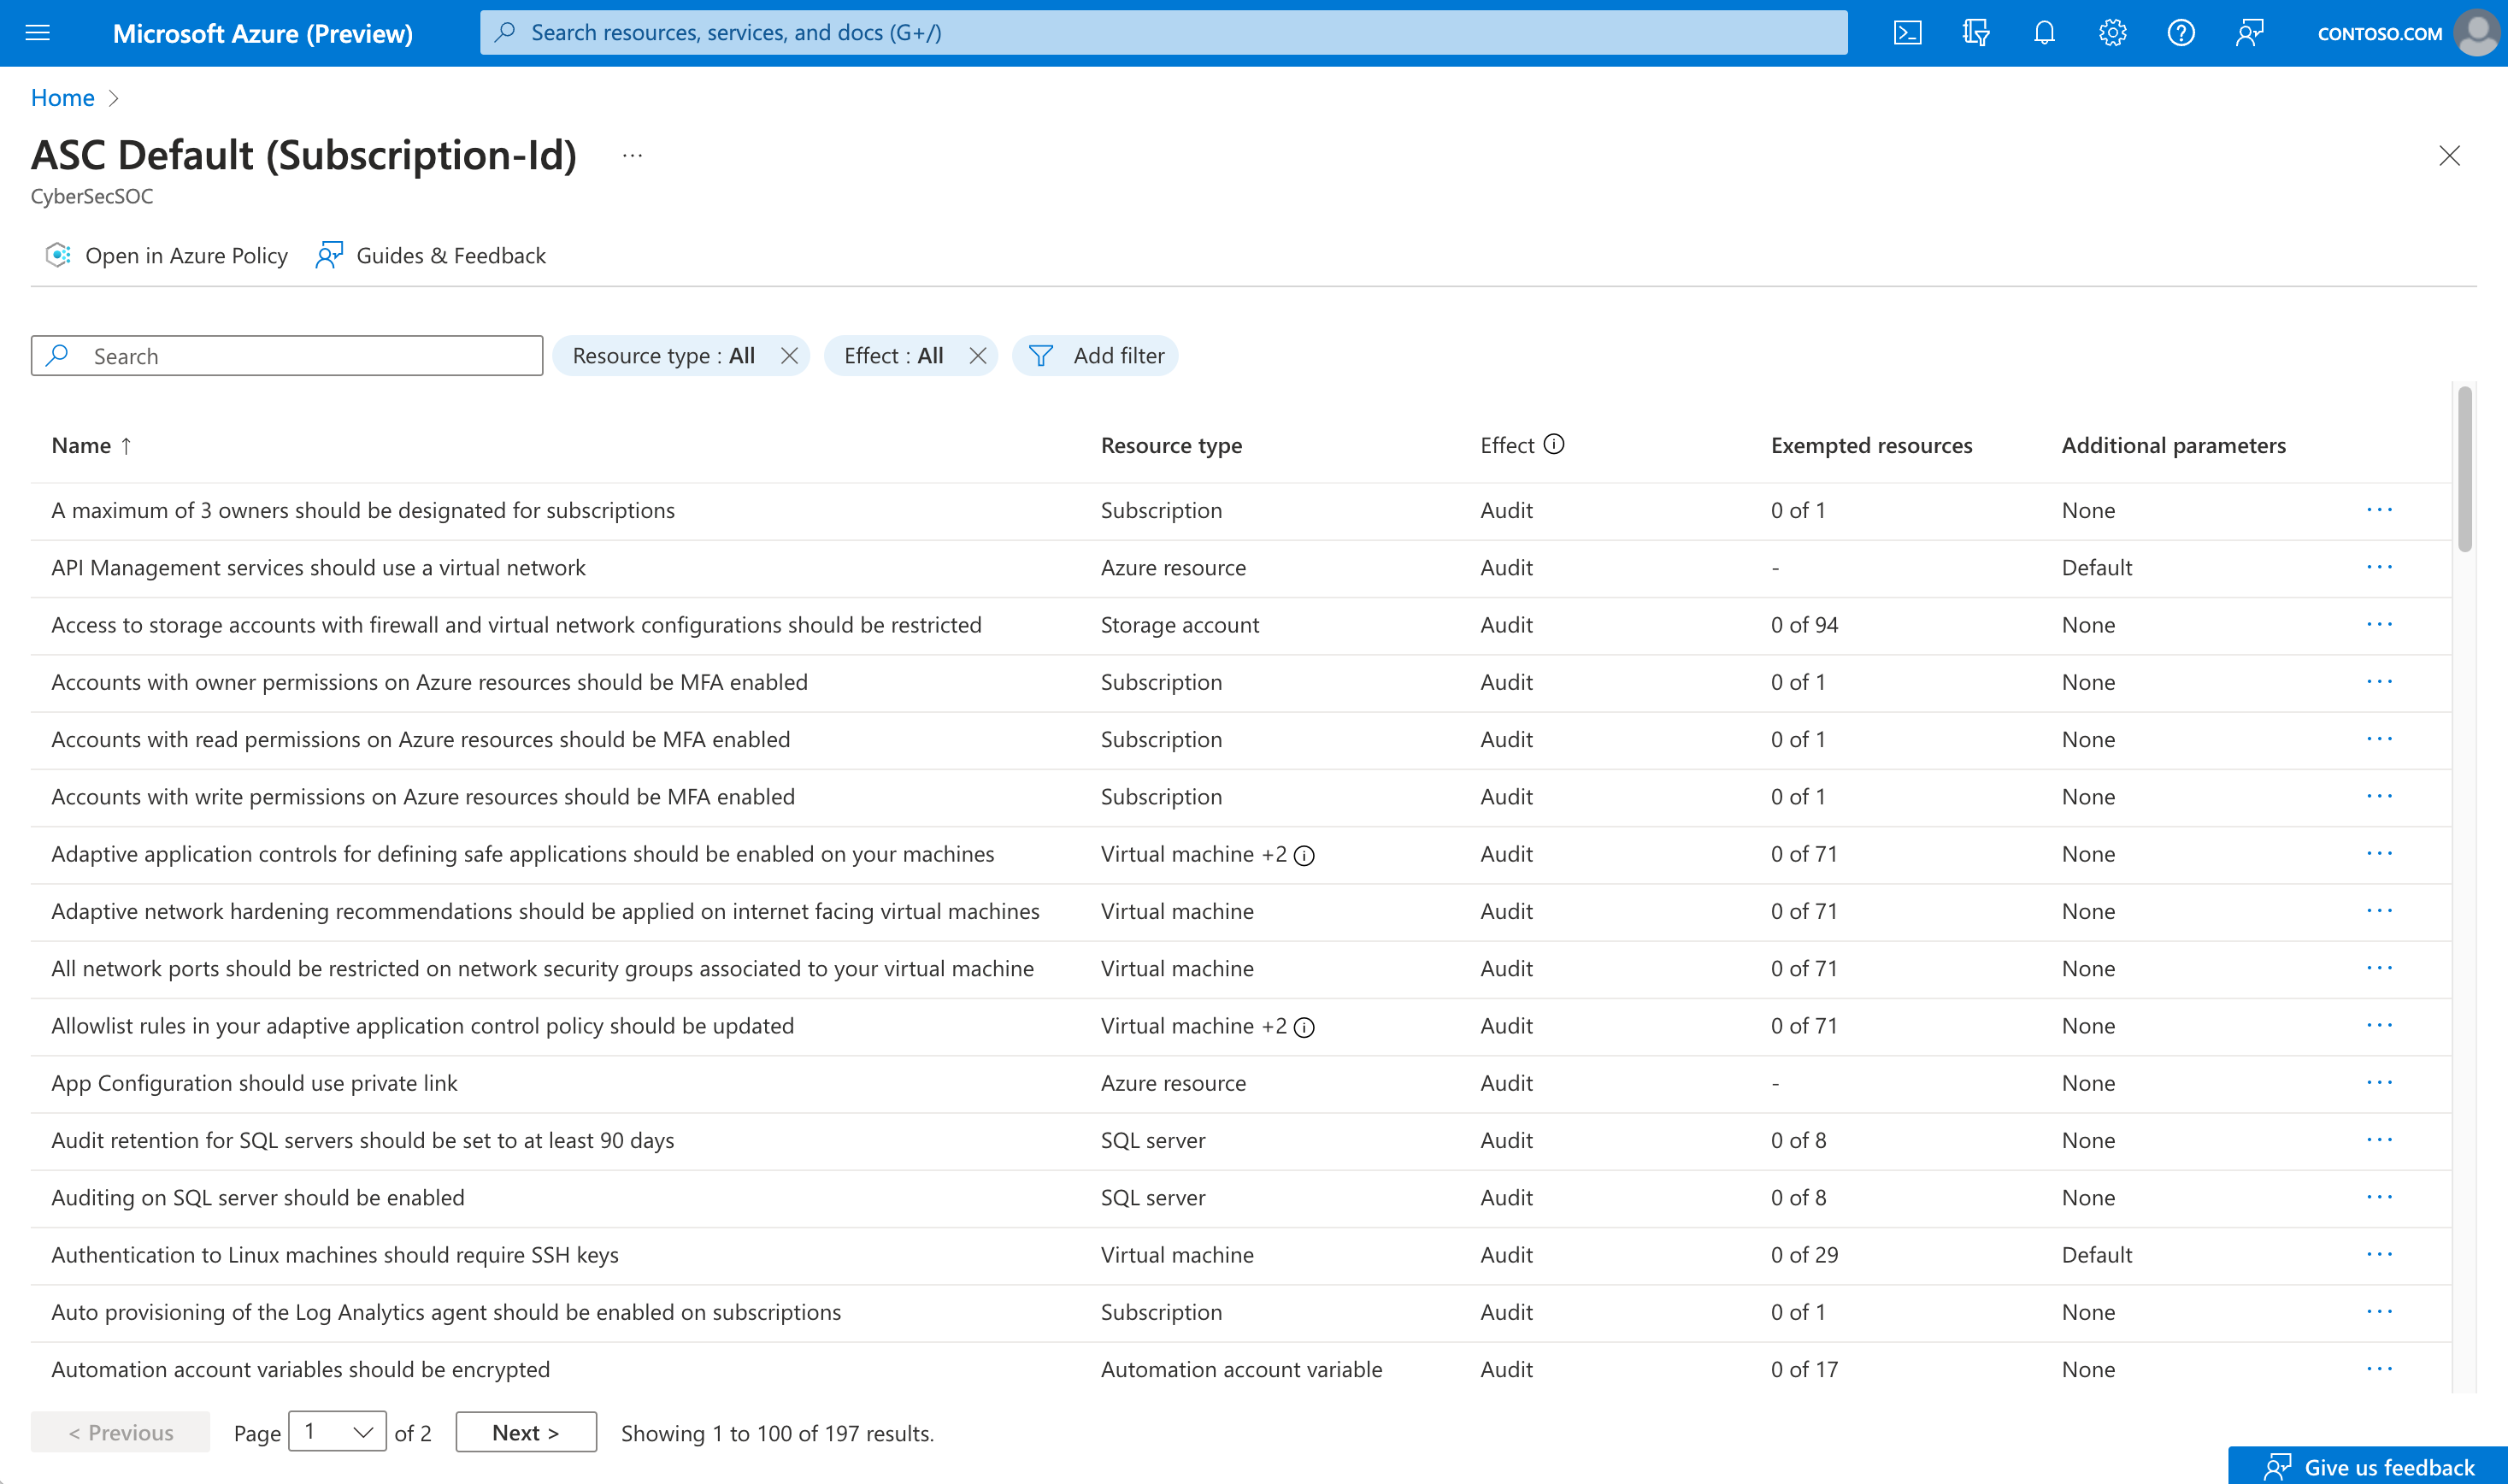 Microsoft Azure (Preview)
Search resources, services, and docs (G+/)
CONTOSO.COM
Home
ASC Default (Subscription-Id) ...
CyberSecSOC
Open in Azure Policy Guides & Feedback
Search Resource type : All Effect : All Add filter
Name ↑ Resource type Effect Exempted resources Additional parameters
A maximum of 3 owners should be designated for subscriptions Subscription Audit 0 of 1 None ...
API Management services should use a virtual network Azure resource Audit - Default ...
Access to storage accounts with firewall and virtual network configurations should be restricted Storage account Audit 0 of 94 None ...
Accounts with owner permissions on Azure resources should be MFA enabled Subscription Audit 0 of 1 None ...
Accounts with read permissions on Azure resources should be MFA enabled Subscription Audit 0 of 1 None ...
Accounts with write permissions on Azure resources should be MFA enabled Subscription Audit 0 of 1 None ...
Adaptive application controls for defining safe applications should be enabled on your machines Virtual machine +2 Audit 0 of 71 None ...
Adaptive network hardening recommendations should be applied on internet facing virtual machines Virtual machine Audit 0 of 71 None ...
All network ports should be restricted on network security groups associated to your virtual machine Virtual machine Audit 0 of 71 None ...
Allowlist rules in your adaptive application control policy should be updated Virtual machine +2 Audit 0 of 71 None ...
App Configuration should use private link Azure resource Audit - None ...
Audit retention for SQL servers should be set to at least 90 days SQL server Audit 0 of 8 None ...
Auditing on SQL server should be enabled SQL server Audit 0 of 8 None ...
Authentication to Linux machines should require SSH keys Virtual machine Audit 0 of 29 Default ...
Auto provisioning of the Log Analytics agent should be enabled on subscriptions Subscription Audit 0 of 1 None ...
Automation account variables should be encrypted Automation account variable Audit 0 of 17 None ...
< Previous Page 1 of 2 Next > Showing 1 to 100 of 197 results.
Give us feedback